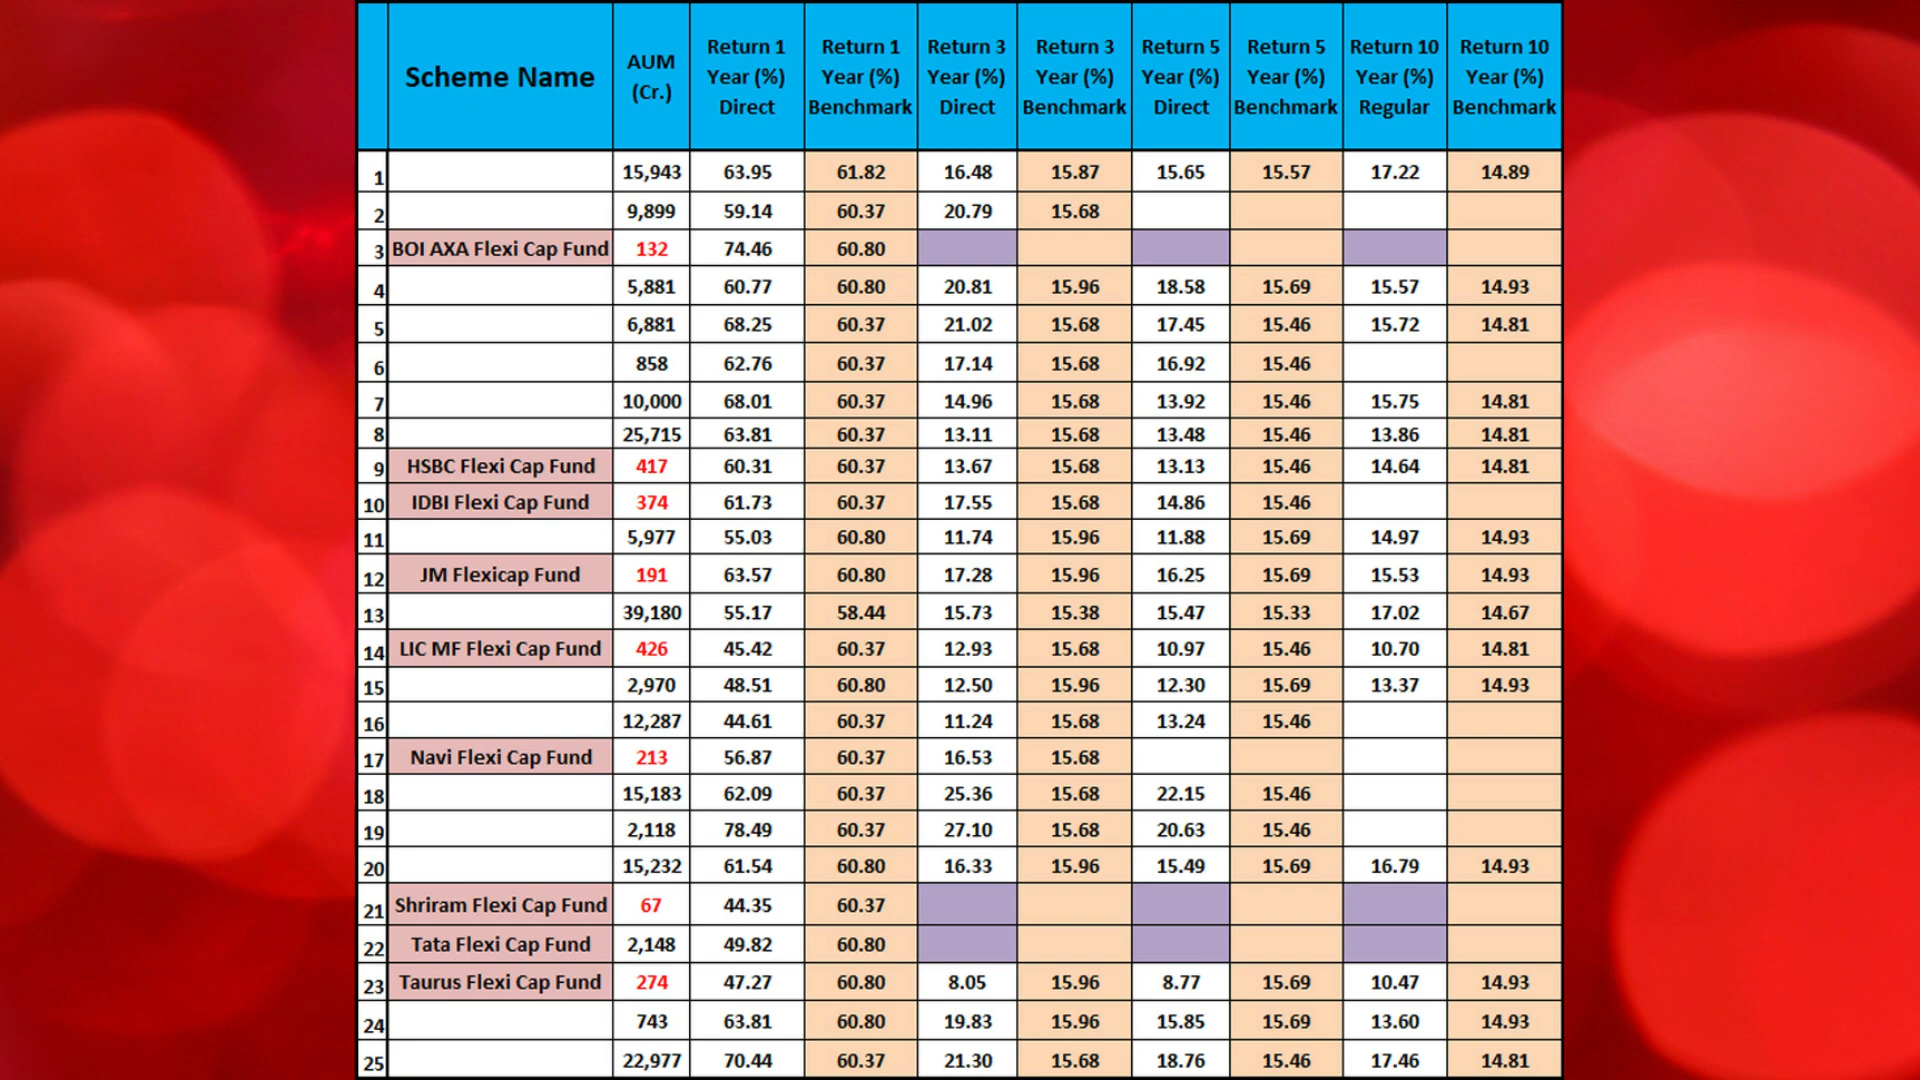 Scheme Name AUM (Cr.) Return 1 Year (%) Direct Return 1 Year (%) Benchmark Return 3 Year (%) Direct Return 3 Year (%) Benchmark Return 5 Year (%) Direct Return 5 Year (%) Benchmark Return 10 Year (%) Regular Return 10 Year (%) Benchmark
1 15,943 63.95 61.82 16.48 15.87 15.65 15.57 17.22 14.89
2 9,899 59.14 60.37 20.79 15.68
3 BOI AXA Flexi Cap Fund 132 74.46 60.80
4 5,881 60.77 60.80 20.81 15.96 18.58 15.69 15.57 14.93
5 6,881 68.25 60.37 21.02 15.68 17.45 15.46 15.72 14.81
6 858 62.76 60.37 17.14 15.68 16.92 15.46
7 10,000 68.01 60.37 14.96 15.68 13.92 15.46 15.75 14.81
8 25,715 63.81 60.37 13.11 15.68 13.48 15.46 13.86 14.81
9 HSBC Flexi Cap Fund 417 60.31 60.37 13.67 15.68 13.13 15.46 14.64 14.81
10 IDBI Flexi Cap Fund 374 61.73 60.37 17.55 15.68 14.86 15.46
11 5,977 55.03 60.80 11.74 15.96 11.88 15.69 14.97 14.93
12 JM Flexicap Fund 191 63.57 60.80 17.28 15.96 16.25 15.69 15.53 14.93
13 39,180 55.17 58.44 15.73 15.38 15.47 15.33 17.02 14.67
14 LIC MF Flexi Cap Fund 426 45.42 60.37 12.93 15.68 10.97 15.46 10.70 14.81
15 2,970 48.51 60.80 12.50 15.96 12.30 15.69 13.37 14.93
16 12,287 44.61 60.37 11.24 15.68 13.24 15.46
17 Navi Flexi Cap Fund 213 56.87 60.37 16.53 15.68
18 15,183 62.09 60.37 25.36 15.68 22.15 15.46
19 2,118 78.49 60.37 27.10 15.68 20.63 15.46
20 15,232 61.54 60.80 16.33 15.96 15.49 15.69 16.79 14.93
21 Shriram Flexi Cap Fund 67 44.35 60.37
22 Tata Flexi Cap Fund 2,148 49.82 60.80
23 Taurus Flexi Cap Fund 274 47.27 60.80 8.05 15.96 8.77 15.69 10.47 14.93
24 743 63.81 60.80 19.83 15.96 15.85 15.69 13.60 14.93
25 22,977 70.44 60.37 21.30 15.68 18.76 15.46 17.46 14.81